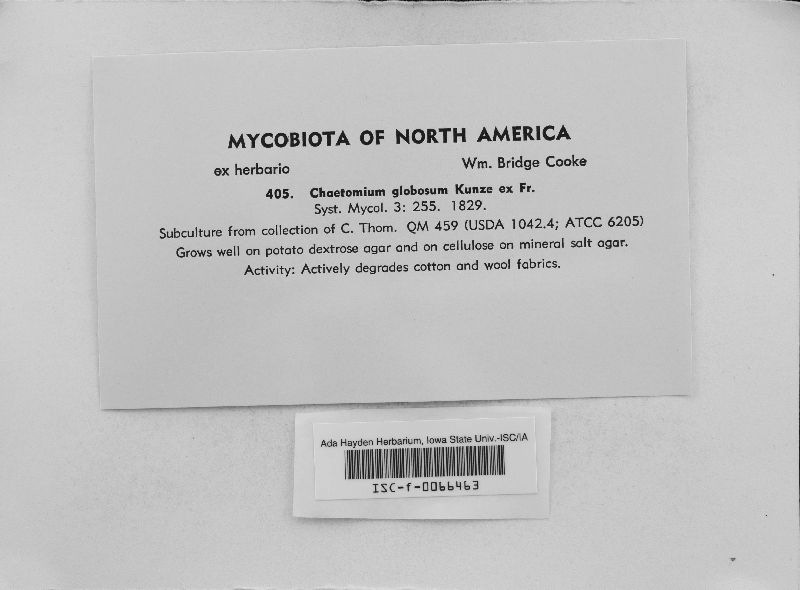 MYCOBIOTA OF NORTH AMERICA
ex herbario Wm. Bridge Cooke
405. Chaetomium globosum Kunze ex Fr.
Syst. Mycol. 3: 255. 1829.
Subculture from collection of C. Thom. QM 459 (USDA 1042.4; ATCC 6205)
Grows well on potato dextrose agar and on cellulose on mineral salt agar.
Activity: Actively degrades cotton and wool fabrics.
Ada Hayden Herbarium, Iowa State Univ.-ISC/IA
ISC-f-0066463